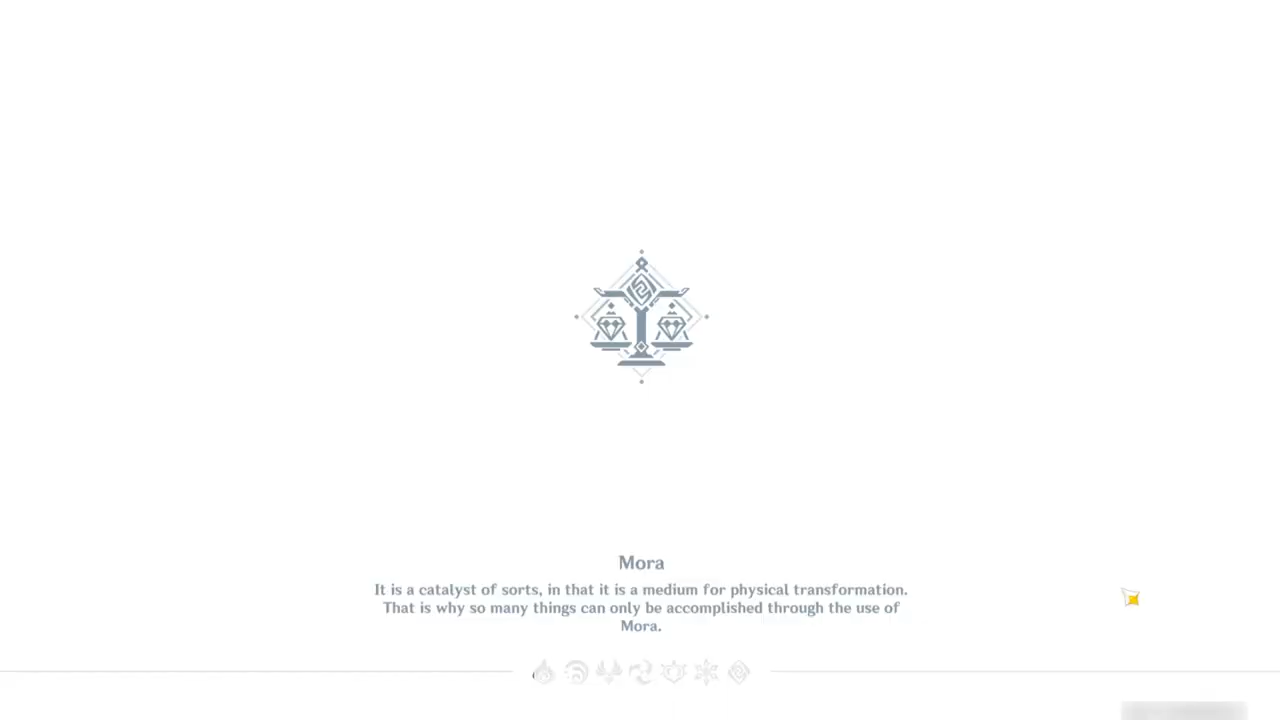 Mora
It is a catalyst of sorts, in that it is a medium for physical transformation.
That is why so many things can only be accomplished through the use of
Mora.